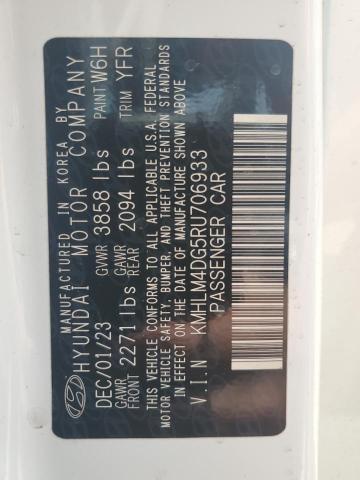 MANUFACTURED IN KOREA BY
HYUNDAI MOTOR COMPANY
DEC/01/23 GVWR 3858 lbs PAINT W6H
GAWR FRONT 2271 lbs GAWR REAR 2094 lbs TRIM YFR
THIS VEHICLE CONFORMS TO ALL APPLICABLE U.S.A. FEDERAL
MOTOR VEHICLE SAFETY, BUMPER, AND THEFT PREVENTION STANDARDS
IN EFFECT ON THE DATE OF MANUFACTURE SHOWN ABOVE
V.I.N KMHLM4DG5RU706933
PASSENGER CAR